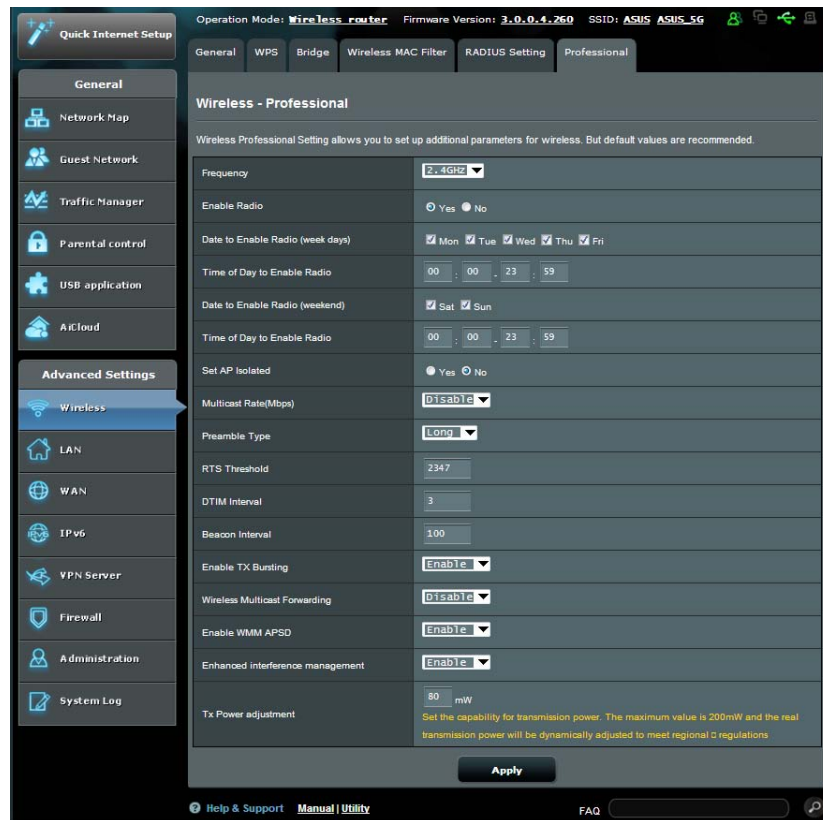 Quick Internet Setup
Operation Mode: Wireless router Firmware Version: 3.0.0.4.260 SSID: ASUS ASUS_5G
General WPS Bridge Wireless MAC Filter RADIUS Setting Professional
General
Network Map
Guest Network
Traffic Manager
Parental control
USB application
AiCloud
Advanced Settings
Wireless
LAN
WAN
IPv6
VPN Server
Firewall
Administration
System Log
Wireless - Professional
Wireless Professional Setting allows you to set up additional parameters for wireless. But default values are recommended.
Frequency 2.4GHz
Enable Radio Yes No
Date to Enable Radio (week days) Mon Tue Wed Thu Fri
Time of Day to Enable Radio 00 : 00 - 23 : 59
Date to Enable Radio (weekend) Sat Sun
Time of Day to Enable Radio 00 : 00 - 23 : 59
Set AP Isolated Yes No
Multicast Rate(Mbps) Disable
Preamble Type Long
RTS Threshold 2347
DTIM Interval 3
Beacon Interval 100
Enable TX Bursting Enable
Wireless Multicast Forwarding Disable
Enable WMM APSD Enable
Enhanced interference management Enable
Tx Power adjustment 80 mW
Set the capability for transmission power. The maximum value is 200mW and the real
transmission power will be dynamically adjusted to meet regional regulations
Apply
Help & Support Manual | Utility FAQ